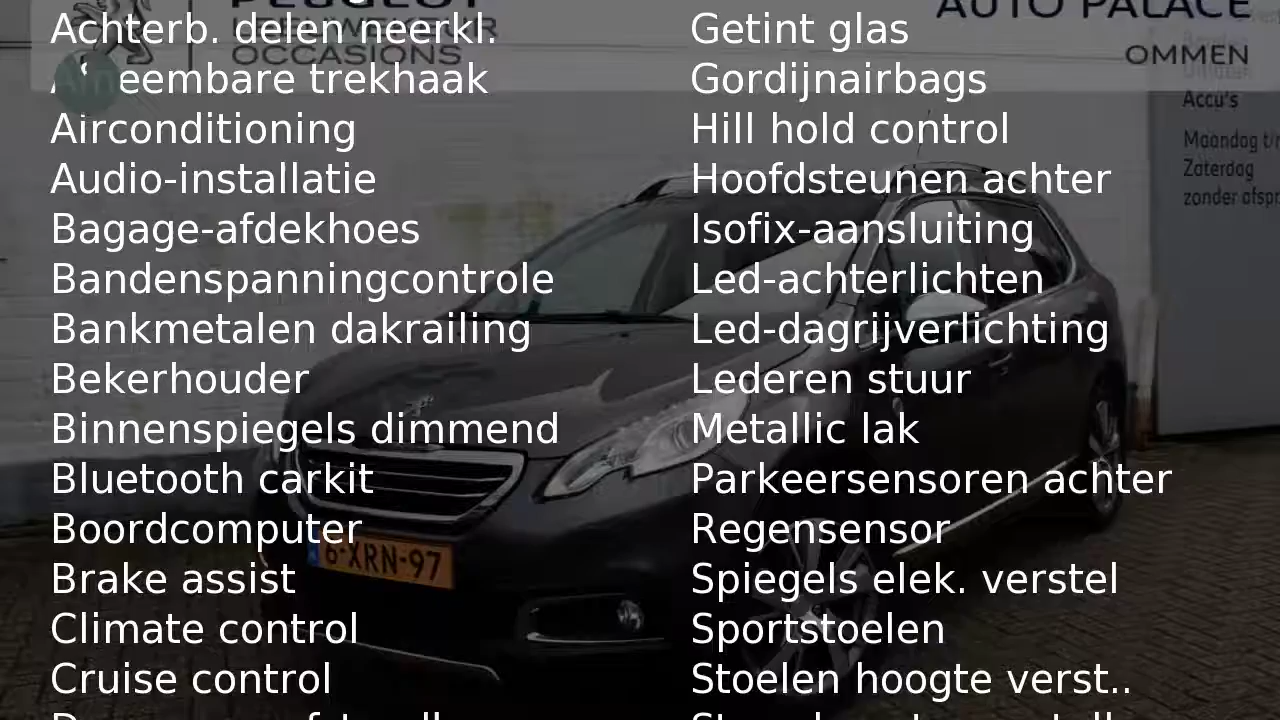 PEUGEOT
OCCASIONS
AUTO PALACE
OMMEN
Achterb. delen neerkl.
Afneembare trekhaak
Airconditioning
Audio-installatie
Bagage-afdekhoes
Bandenspanningcontrole
Bankmetalen dakrailing
Bekerhouder
Binnenspiegels dimmend
Bluetooth carkit
Boordcomputer
Brake assist
Climate control
Cruise control
Getint glas
Gordijnairbags
Hill hold control
Hoofdsteunen achter
Isofix-aansluiting
Led-achterlichten
Led-dagrijverlichting
Lederen stuur
Metallic lak
Parkeersensoren achter
Regensensor
Spiegels elek. verstel
Sportstoelen
Stoelen hoogte verst..
Accu's
Maandag t/m
Zaterdag
zonder
6-XRN-97